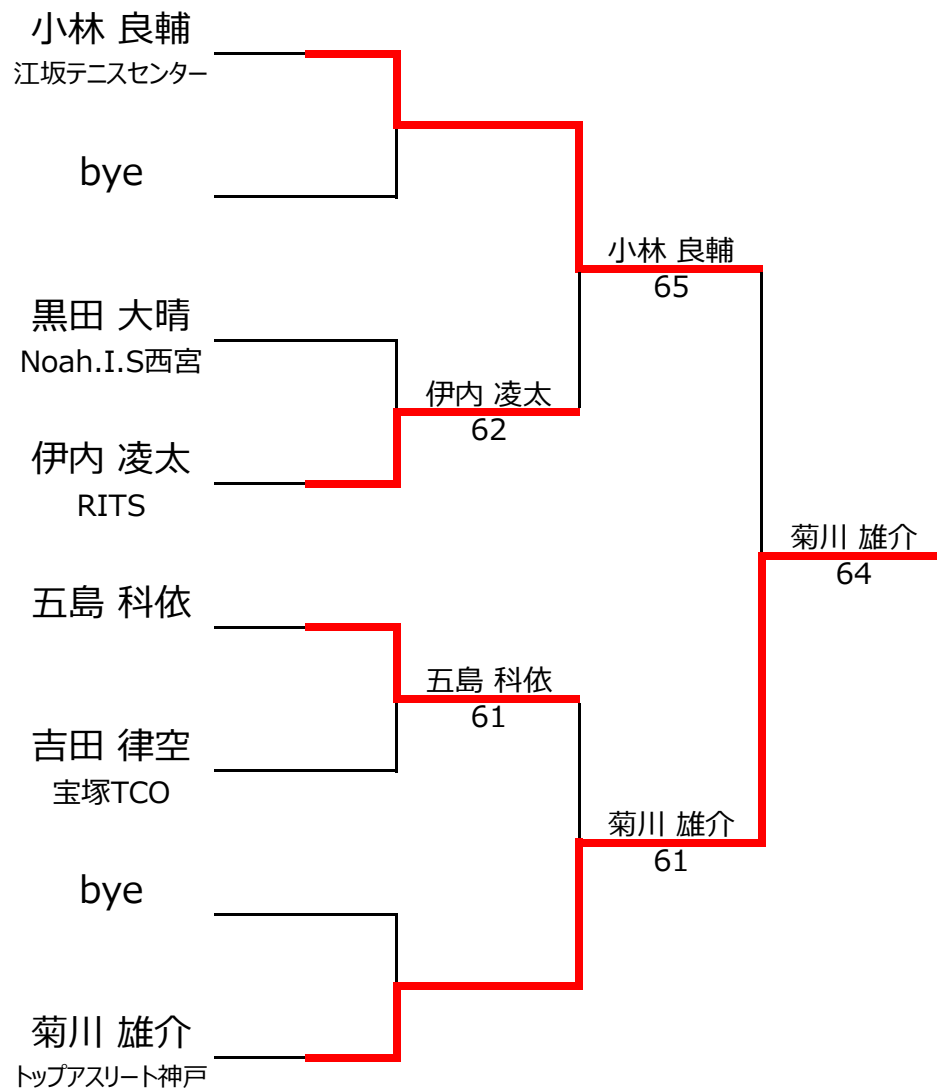 小林 良輔
江坂テニスセンター
bye
黒田 大晴
Noah.I.S西宮
伊内 凌太
RITS
五島 科依
吉田 律空
宝塚TCO
bye
菊川 雄介
トップアスリート神戸
伊内 凌太
62
五島 科依
61
小林 良輔
65
菊川 雄介
61
菊川 雄介
64